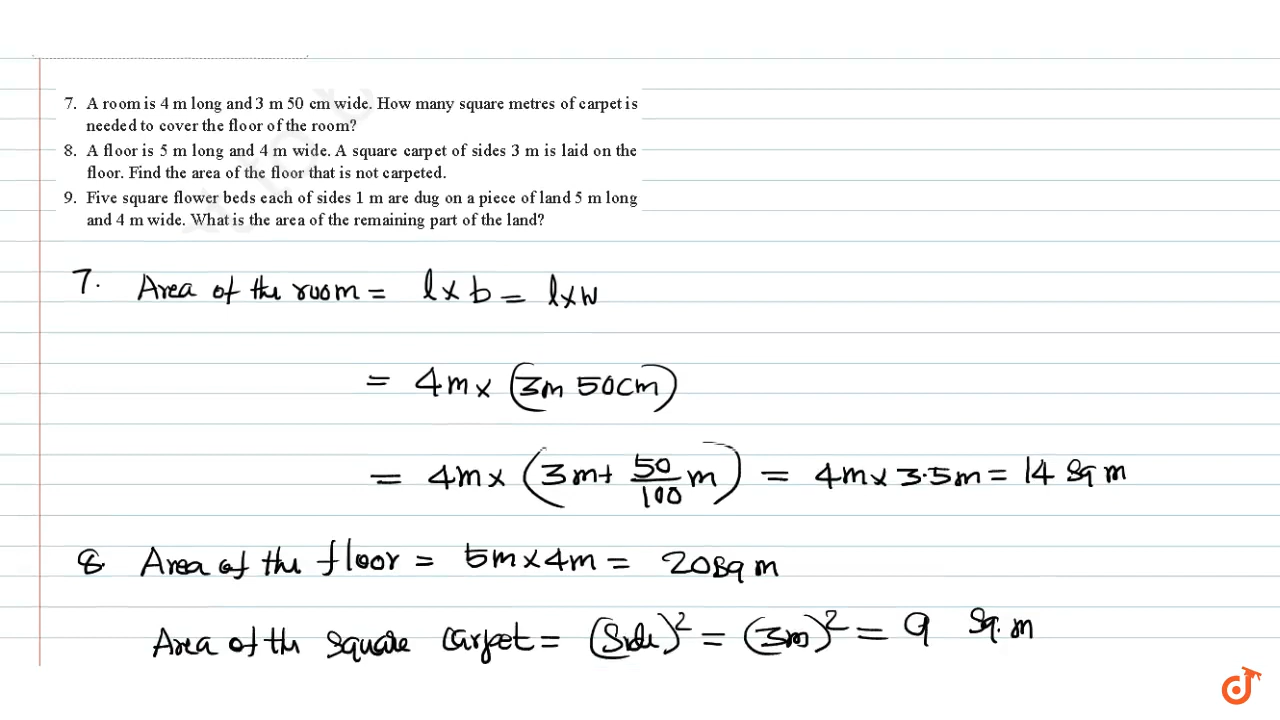 7. A room is 4 m long and 3 m 50 cm wide. How many square metres of carpet is
needed to cover the floor of the room?
8. A floor is 5 m long and 4 m wide. A square carpet of sides 3 m is laid on the
floor. Find the area of the floor that is not carpeted.
9. Five square flower beds each of sides 1 m are dug on a piece of land 5 m long
and 4 m wide. What is the area of the remaining part of the land?
7. Area of the room = l × b = l × w
= 4m × (3m 50cm)
= 4m × (3m + 50/100 m) = 4m × 3.5m = 14 Sq m
8. Area of the floor = 5m × 4m = 20 Sq m
Area of the square carpet = (Side)² = (3m)² = 9 Sq. m